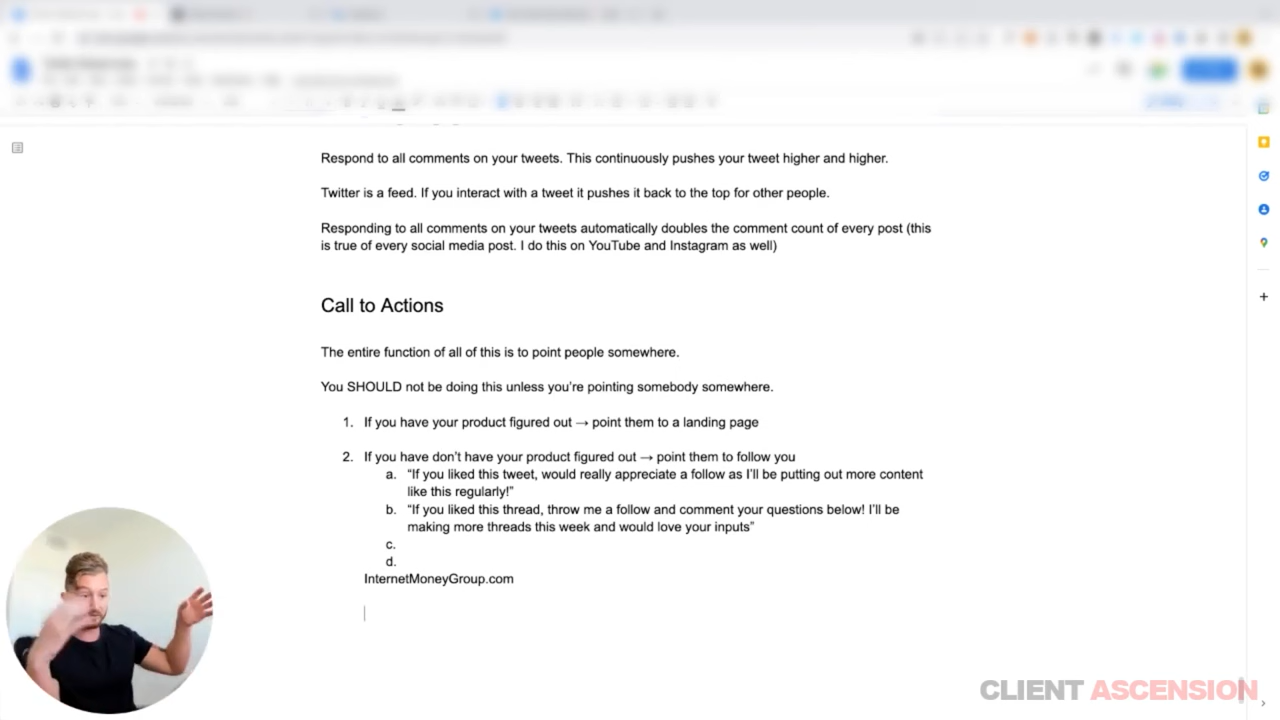 Respond to all comments on your tweets. This continuously pushes your tweet higher and higher.
Twitter is a feed. If you interact with a tweet it pushes it back to the top for other people.
Responding to all comments on your tweets automatically doubles the comment count of every post (this
is true of every social media post. I do this on YouTube and Instagram as well)
Call to Actions
The entire function of all of this is to point people somewhere.
You SHOULD not be doing this unless you’re pointing somebody somewhere.
1. If you have your product figured out → point them to a landing page
2. If you have don’t have your product figured out → point them to follow you
a. “If you liked this tweet, would really appreciate a follow as I’ll be putting out more content
like this regularly!”
b. “If you liked this thread, throw me a follow and comment your questions below! I’ll be
making more threads this week and would love your inputs”
c.
d.
InternetMoneyGroup.com
CLIENT ASCENSION